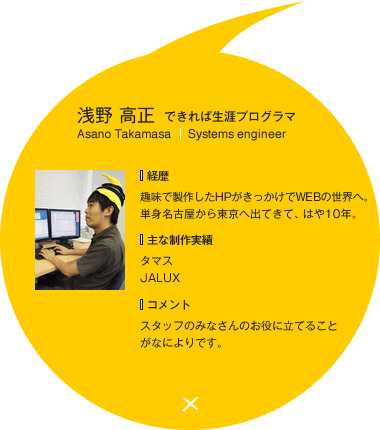 浅野 高正 できれば生涯プログラマ
Asano Takamasa | Systems engineer
経歴
趣味で製作したHPがきっかけでWEBの世界へ。
単身名古屋から東京へ出てきて、はや10年。
主な制作実績
タマス
JALUX
コメント
スタッフのみなさんのお役に立てること
がなによりです。